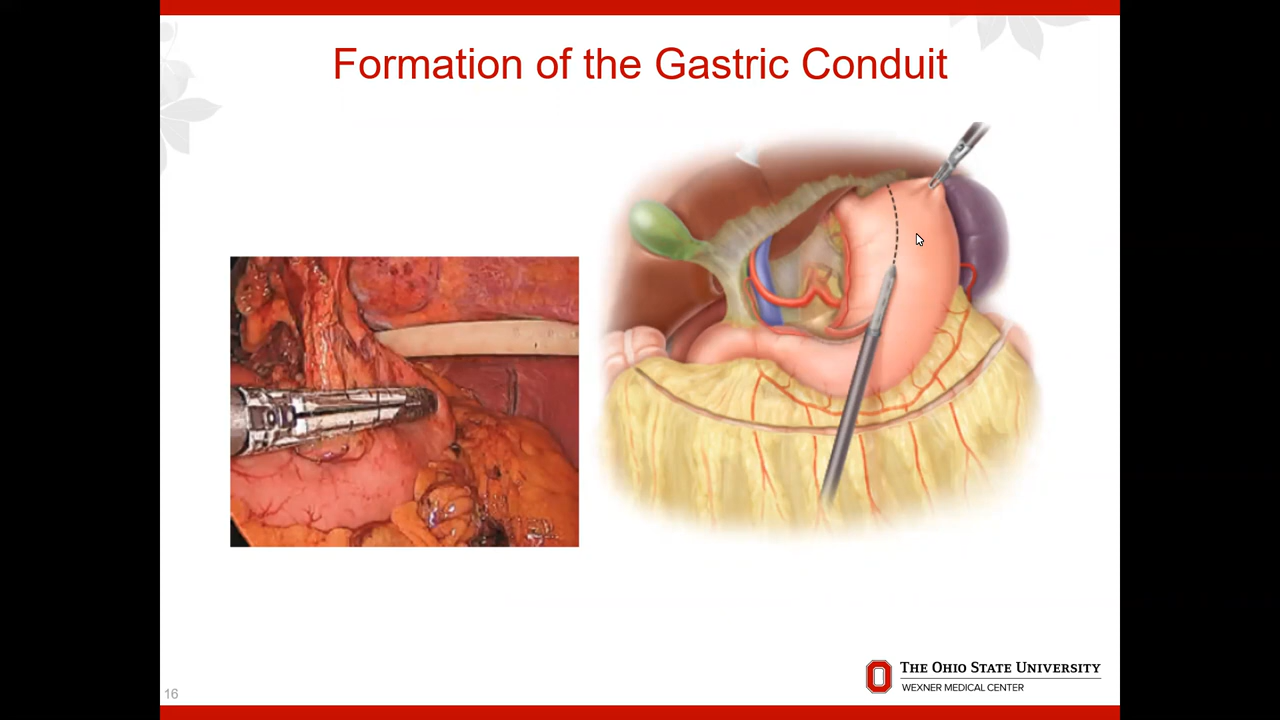 Formation of the Gastric Conduit
THE OHIO STATE UNIVERSITY
WEXNER MEDICAL CENTER
16